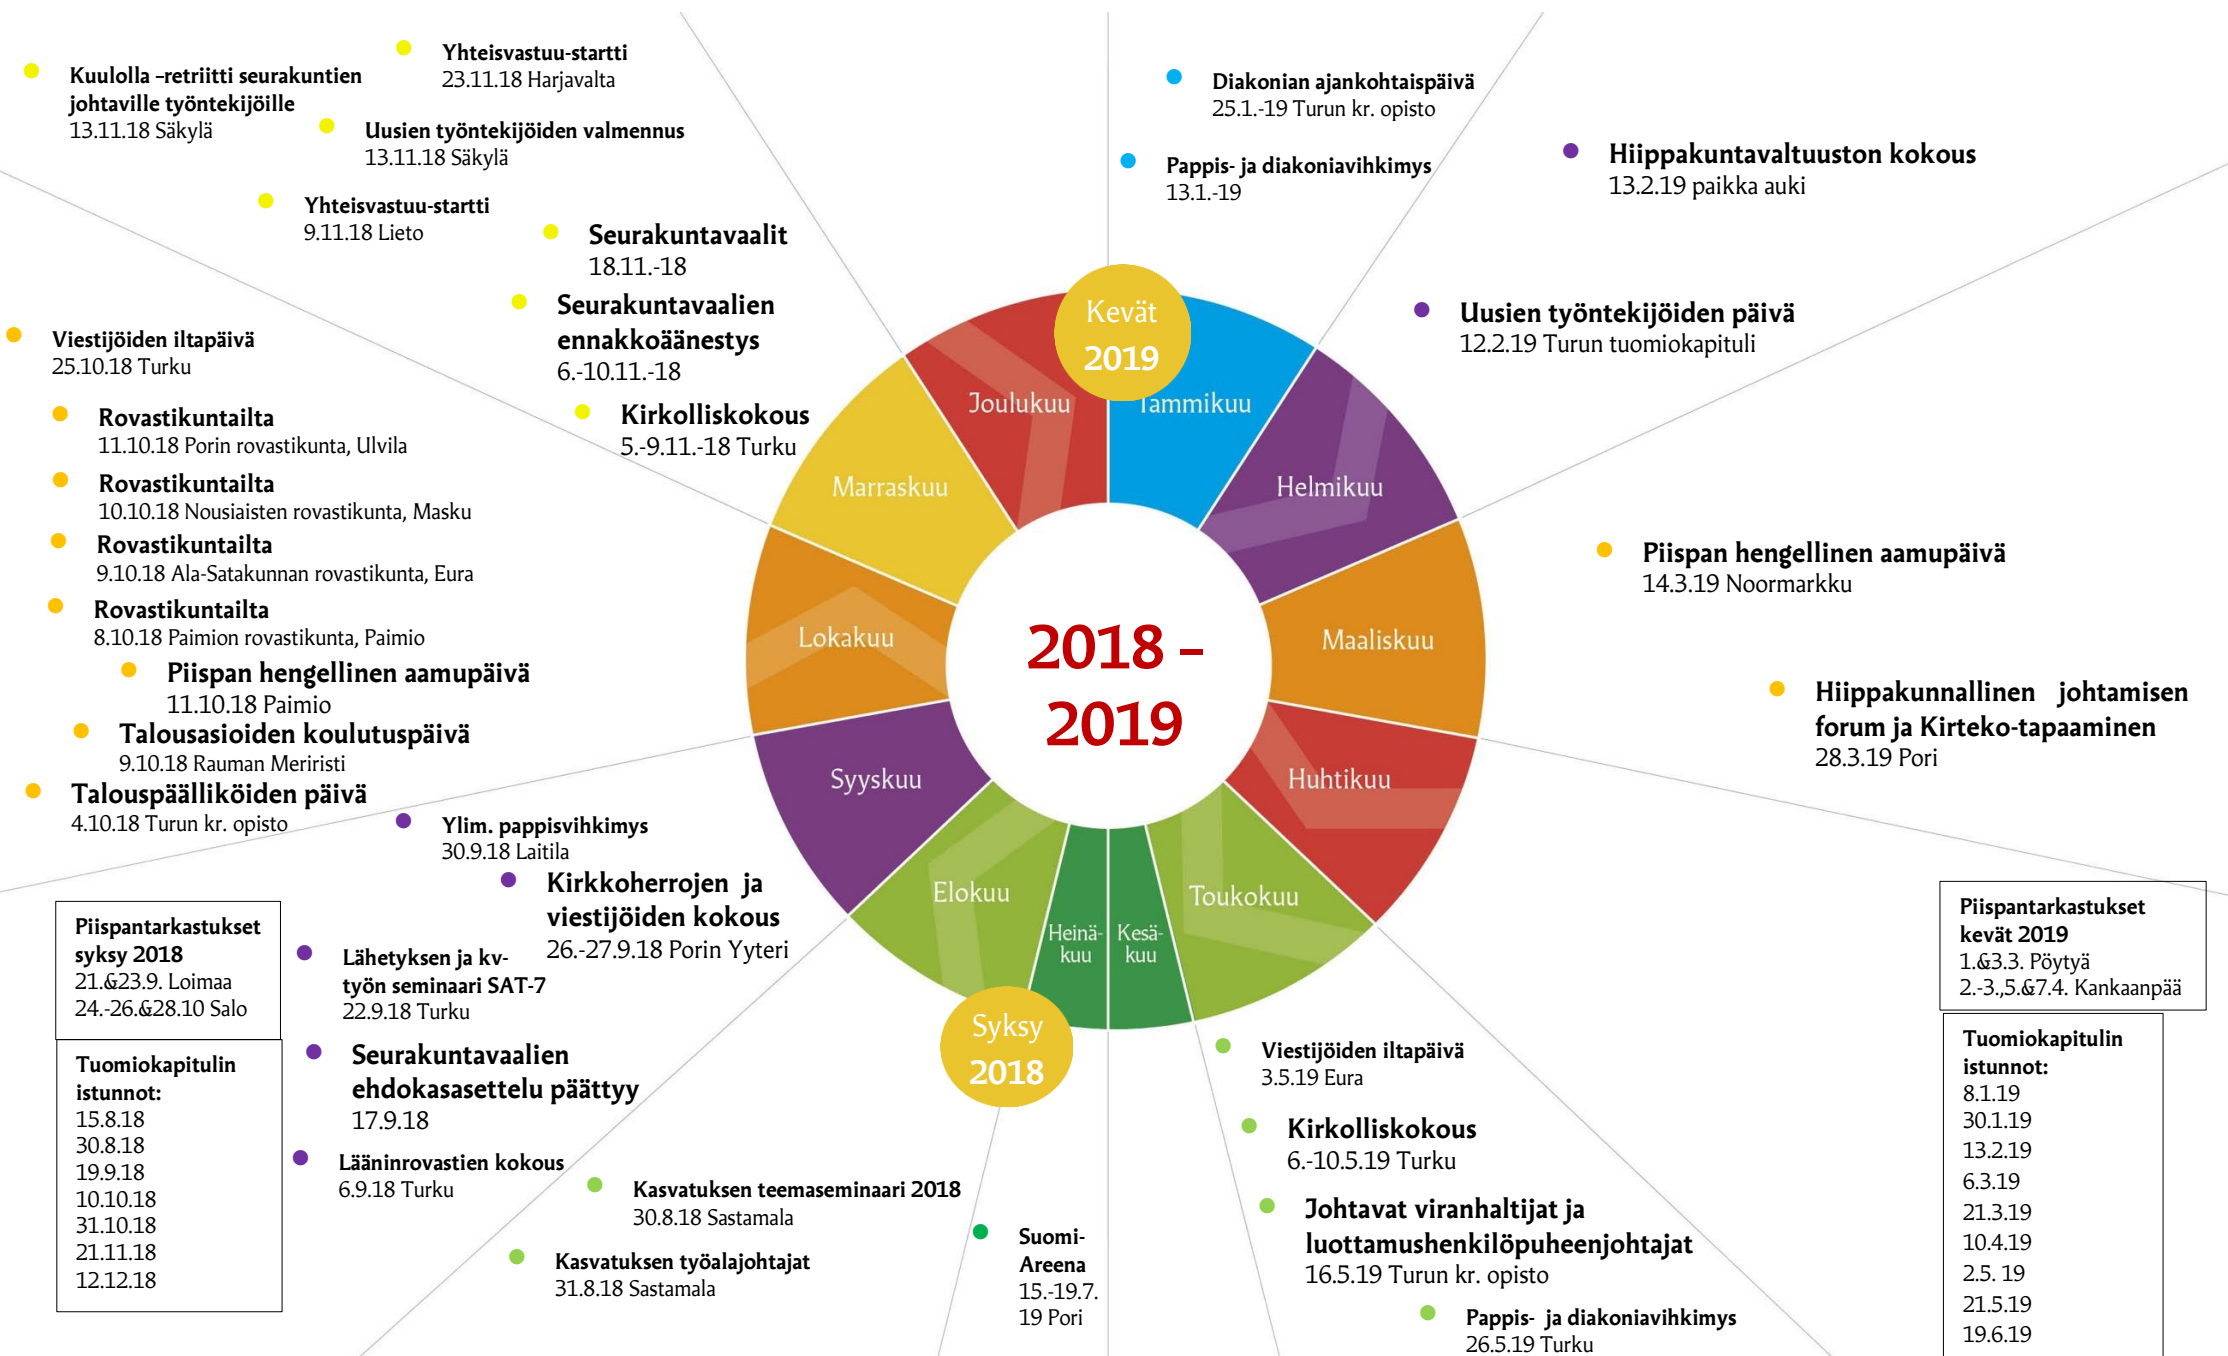 Kuulolla –retriitti seurakuntien
johtaville työntekijöille
13.11.18 Säkylä
Yhteisvastuu-startti
23.11.18 Harjavalta
Uusien työntekijöiden valmennus
13.11.18 Säkylä
Yhteisvastuu-startti
9.11.18 Lieto
Seurakuntavaalit
18.11.-18
Seurakuntavaalien
ennakkoäänestys
6.-10.11.-18
Kirkolliskokous
5.-9.11.-18 Turku
Diakonian ajankohtaispäivä
25.1.-19 Turun kr. opisto
Pappis- ja diakoniavihkimys
13.1.-19
Hiippakuntavaltuuston kokous
13.2.19 paikka auki
Uusien työntekijöiden päivä
12.2.19 Turun tuomiokapituli
Viestijöiden iltapäivä
25.10.18 Turku
Rovastikuntailta
11.10.18 Porin rovastikunta, Ulvila
Rovastikuntailta
10.10.18 Nousiaisten rovastikunta, Masku
Rovastikuntailta
9.10.18 Ala-Satakunnan rovastikunta, Eura
Rovastikuntailta
8.10.18 Paimion rovastikunta, Paimio
Piispan hengellinen aamupäivä
11.10.18 Paimio
Talousasioiden koulutuspäivä
9.10.18 Rauman Meriristi
Talouspäälliköiden päivä
4.10.18 Turun kr. opisto
Kevät
2019
Joulukuu
Tammikuu
Marraskuu
Helmikuu
Lokakuu
Maaliskuu
Syyskuu
Huhtikuu
Elokuu
Heinä-
kuu
Kesä-
kuu
Toukokuu
2018 –
2019
Syksy
2018
Piispan hengellinen aamupäivä
14.3.19 Noormarkku
Hiippakunnallinen johtamisen
forum ja Kirteko-tapaaminen
28.3.19 Pori
Ylim. pappisvihkimys
30.9.18 Laitila
Kirkkoherrojen ja
viestijöiden kokous
26.-27.9.18 Porin Yyteri
Lähetyksen ja kv-
työn seminaari SAT-7
22.9.18 Turku
Seurakuntavaalien
ehdokasasettelu päättyy
17.9.18
Lääninrovastien kokous
6.9.18 Turku
Piispantarkastukset
syksy 2018
21.&23.9. Loimaa
24.-26.&28.10 Salo
Tuomiokapitulin
istunnot:
15.8.18
30.8.18
19.9.18
10.10.18
31.10.18
21.11.18
12.12.18
Kasvatuksen teemaseminaari 2018
30.8.18 Sastamala
Kasvatuksen työalajohtajat
31.8.18 Sastamala
Suomi-
Areena
15.-19.7.
19 Pori
Viestijöiden iltapäivä
3.5.19 Eura
Kirkolliskokous
6.-10.5.19 Turku
Johtavat viranhaltijat ja
luottamushenkilöpuheenjohtajat
16.5.19 Turun kr. opisto
Pappis- ja diakoniavihkimys
26.5.19 Turku
Piispantarkastukset
kevät 2019
1.&3.3. Pöytyä
2.-3.,5.&7.4. Kankaanpää
Tuomiokapitulin
istunnot:
8.1.19
30.1.19
13.2.19
6.3.19
21.3.19
10.4.19
2.5. 19
21.5.19
19.6.19